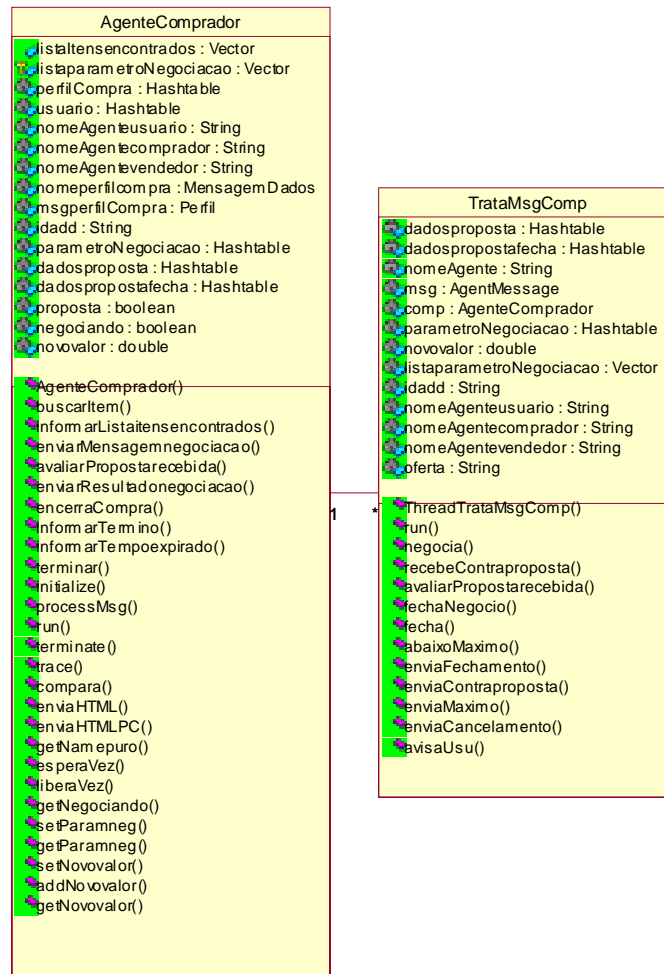 AgenteComprador
listaItensencontrados : Vector
listaparametroNegociacao : Vector
perfilCompra : Hashtable
usuario : Hashtable
nomeAgenteusuario : String
nomeAgentecomprador : String
nomeAgentevendedor : String
nomeperfilcompra : MensagemDados
msgperfilCompra : Perfil
idadd : String
parametroNegociacao : Hashtable
dadosproposta : Hashtable
dadospropostafecha : Hashtable
proposta : boolean
negociando : boolean
novovalor : double
AgenteComprador()
buscarItem()
informarListaitensencontrados()
enviarMensagemnegociacao()
avaliarPropostarecebida()
enviarResultadonegociacao()
encerraCompra()
informarTermino()
informarTempoexpirado()
terminar()
initialize()
processMsg()
run()
terminate()
trace()
compara()
enviaHTML()
enviaHTMLPC()
getNamepuro()
esperaVez()
liberaVez()
getNegociando()
setParamneg()
getParamneg()
setNovovalor()
addNovovalor()
getNovovalor()
1 *
TrataMsgComp
dadosproposta : Hashtable
dadospropostafecha : Hashtable
nomeAgente : String
msg : AgentMessage
comp : AgenteComprador
parametroNegociacao : Hashtable
novovalor : double
listaparametroNegociacao : Vector
idadd : String
nomeAgenteusuario : String
nomeAgentecomprador : String
nomeAgentevendedor : String
oferta : String
ThreadTrataMsgComp()
run()
negocia()
recebeContraproposta()
avaliarPropostarecebida()
fechaNegocio()
fecha()
abaixoMaximo()
enviaFechamento()
enviaContraproposta()
enviaMaximo()
enviaCancelamento()
avisaUsu()